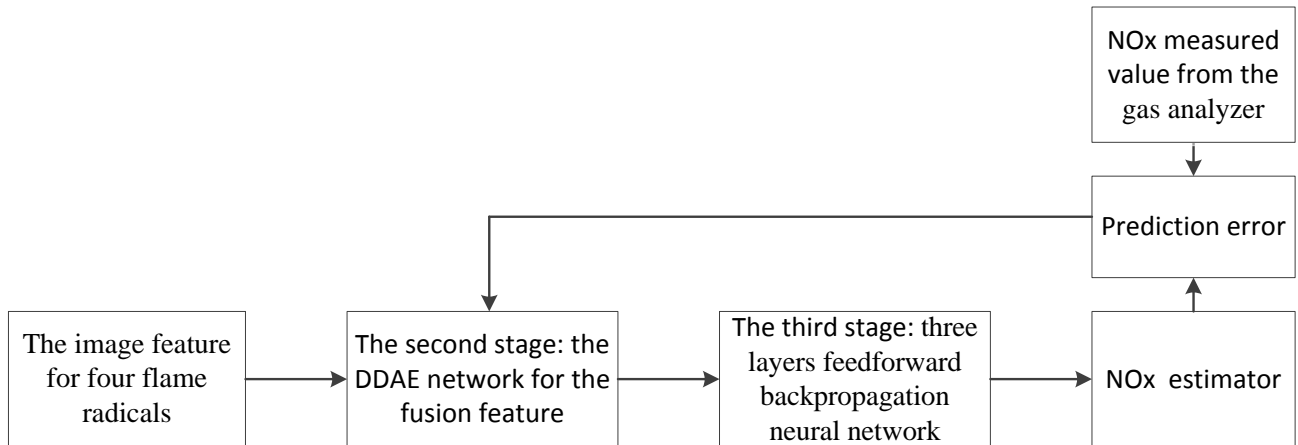 NOx measured
value from the
gas analyzer
Prediction error
The image feature
for four flame
radicals
The second stage: the
DDAE network for the
fusion feature
The third stage: three
layers feedforward
backpropagation
neural network
NOx estimator